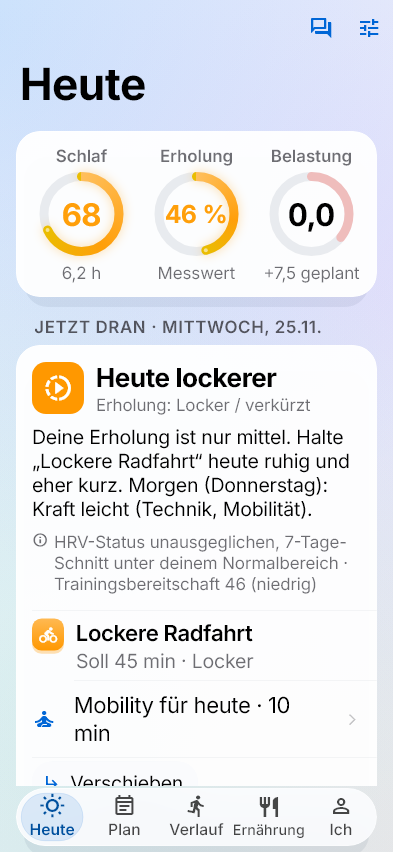 Heute
Schlaf
Erholung
Belastung
68
46 %
0,0
6,2 h
Messwert
+7,5 geplant
JETZT DRAN · MITTWOCH, 25.11.
Heute lockerer
Erholung: Locker / verkürzt
Deine Erholung ist nur mittel. Halte
„Lockere Radfahrt“ heute ruhig und
eher kurz. Morgen (Donnerstag):
Kraft leicht (Technik, Mobilität).
HRV-Status unausgeglichen, 7-Tage-
Schnitt unter deinem Normalbereich ·
Trainingsbereitschaft 46 (niedrig)
Lockere Radfahrt
Soll 45 min · Locker
Mobility für heute · 10
min
Verschieben
Heute
Plan
Verlauf
Ernährung
Ich